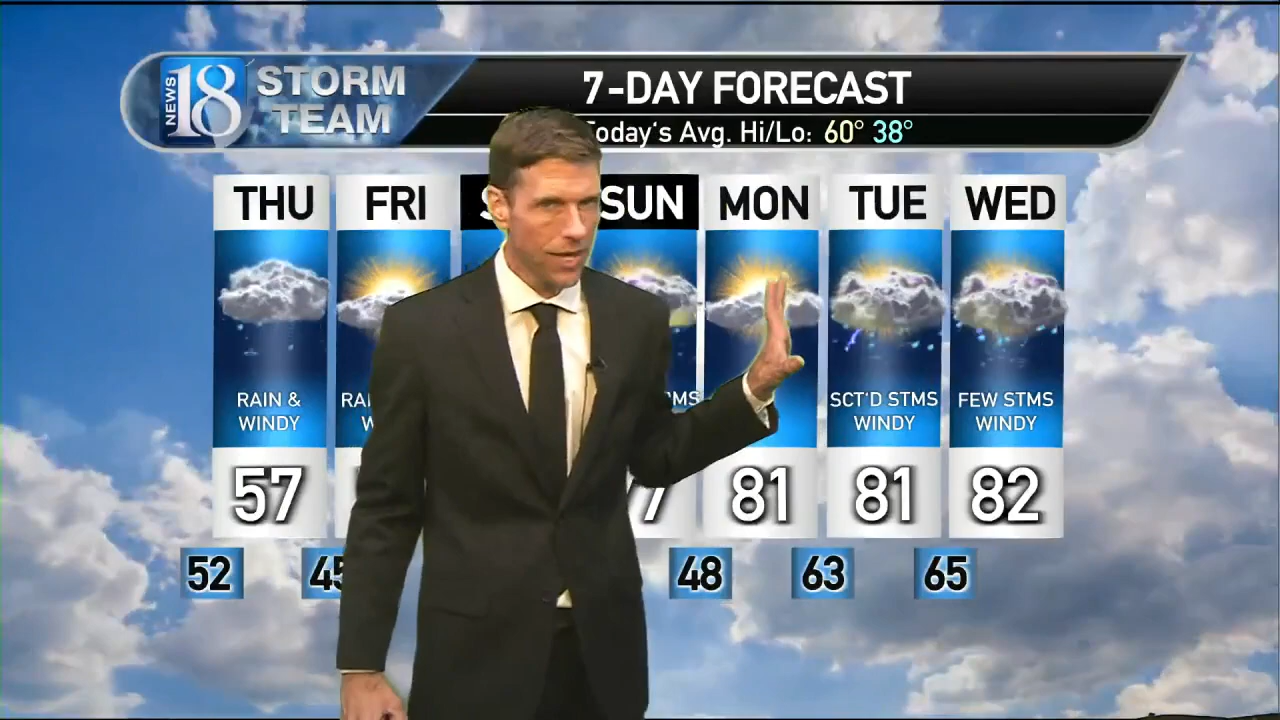 NEWS 18 STORM TEAM
7-DAY FORECAST
Today's Avg. Hi/Lo: 60° 38°
THU FRI SUN MON TUE WED
RAIN & WINDY
SCT'D STMS WINDY
FEW STMS WINDY
57 81 81 82
52 45 48 63 65